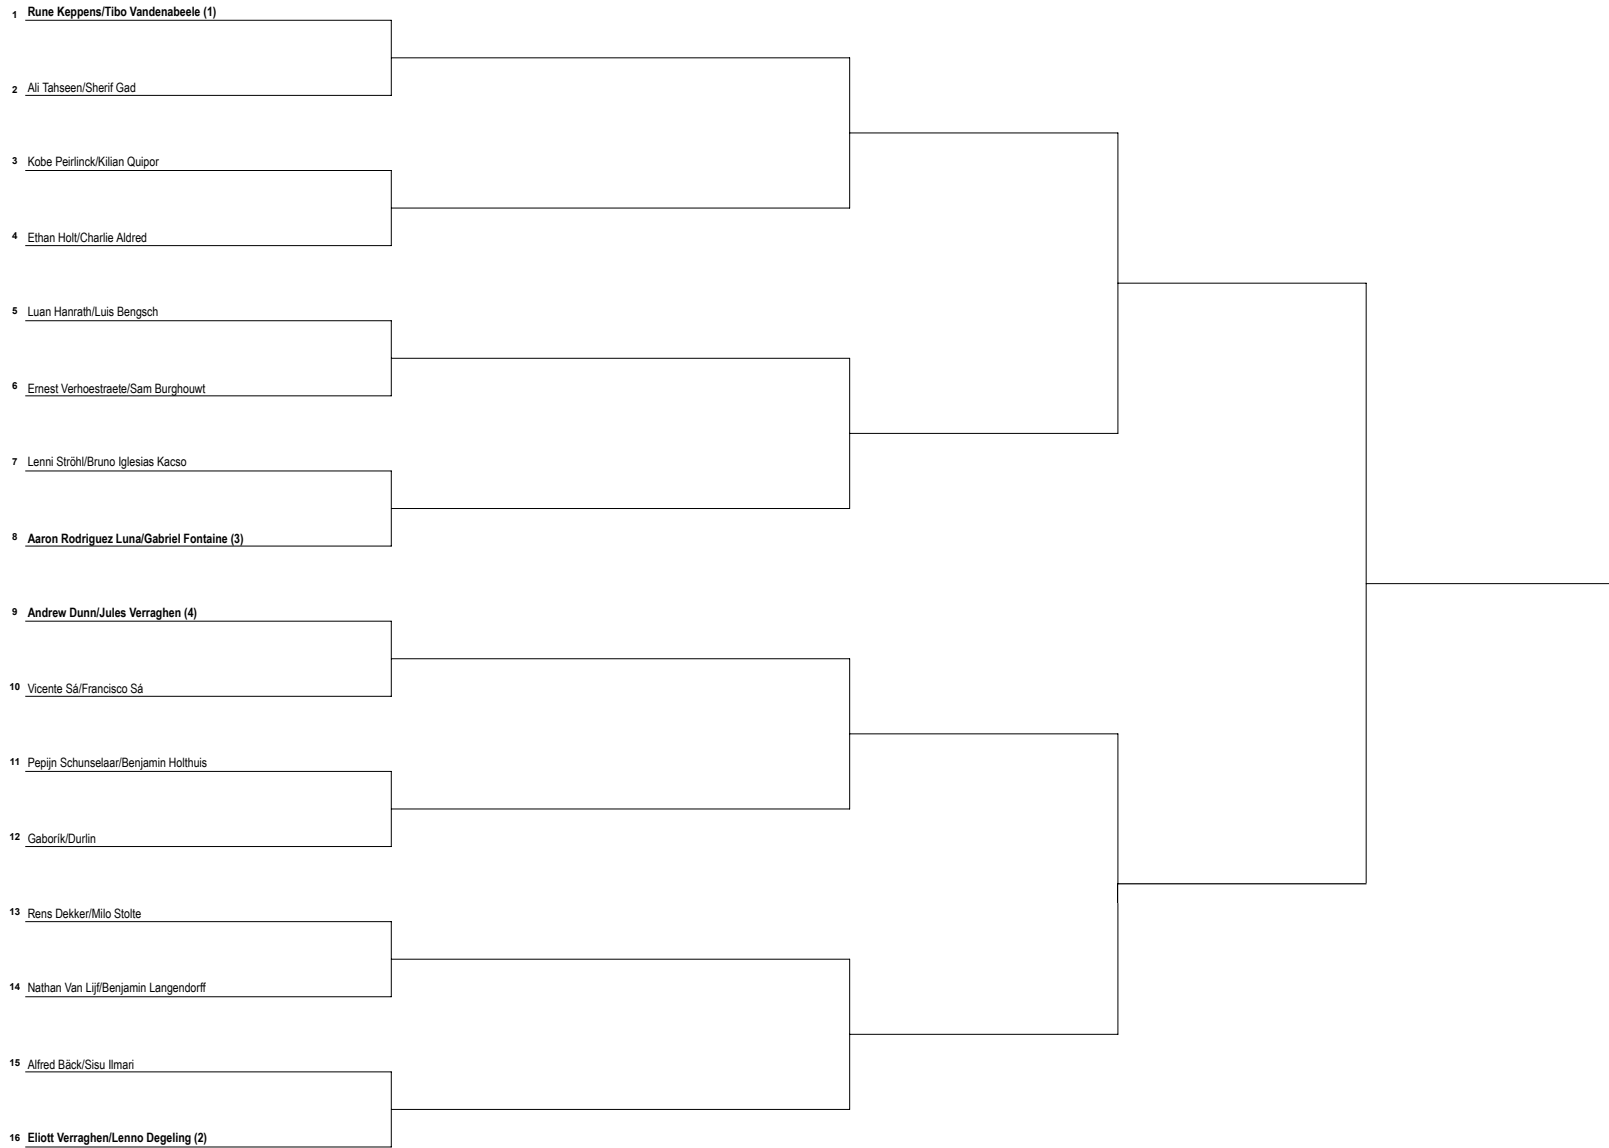 1 Rune Keppens/Tibo Vandenabeele (1)
2 Ali Tahseen/Sherif Gad
3 Kobe Peirlinck/Kilian Quipor
4 Ethan Holt/Charlie Aldred
5 Luan Hanrath/Luis Bengsch
6 Ernest Verhoestraete/Sam Burghouwt
7 Lenni Ströhl/Bruno Iglesias Kacso
8 Aaron Rodriguez Luna/Gabriel Fontaine (3)
9 Andrew Dunn/Jules Verraghen (4)
10 Vicente Sá/Francisco Sá
11 Pepijn Schunselaar/Benjamin Holthuis
12 Gaborík/Durlin
13 Rens Dekker/Milo Stolte
14 Nathan Van Lijf/Benjamin Langendorff
15 Alfred Bäck/Sisu Ilmari
16 Eliott Verraghen/Lenno Degeling (2)